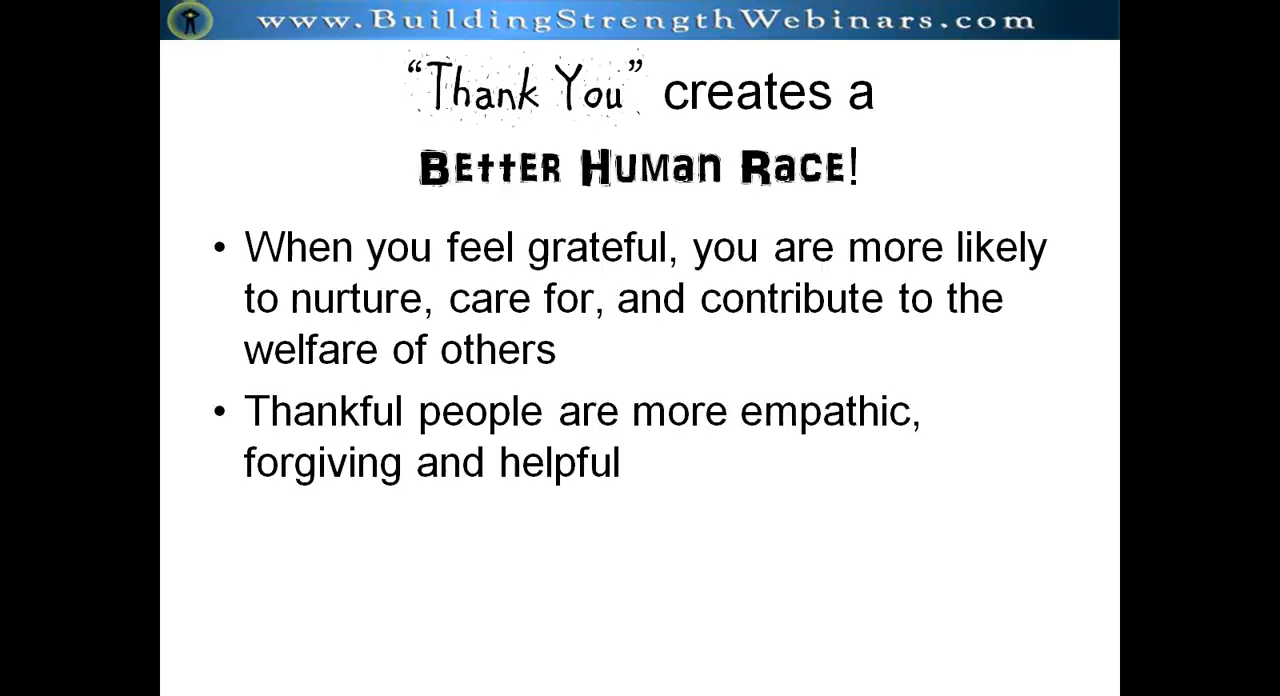 www.BuildingStrengthWebinars.com
“Thank You” creates a
Better Human Race!
• When you feel grateful, you are more likely
to nurture, care for, and contribute to the
welfare of others
• Thankful people are more empathic,
forgiving and helpful